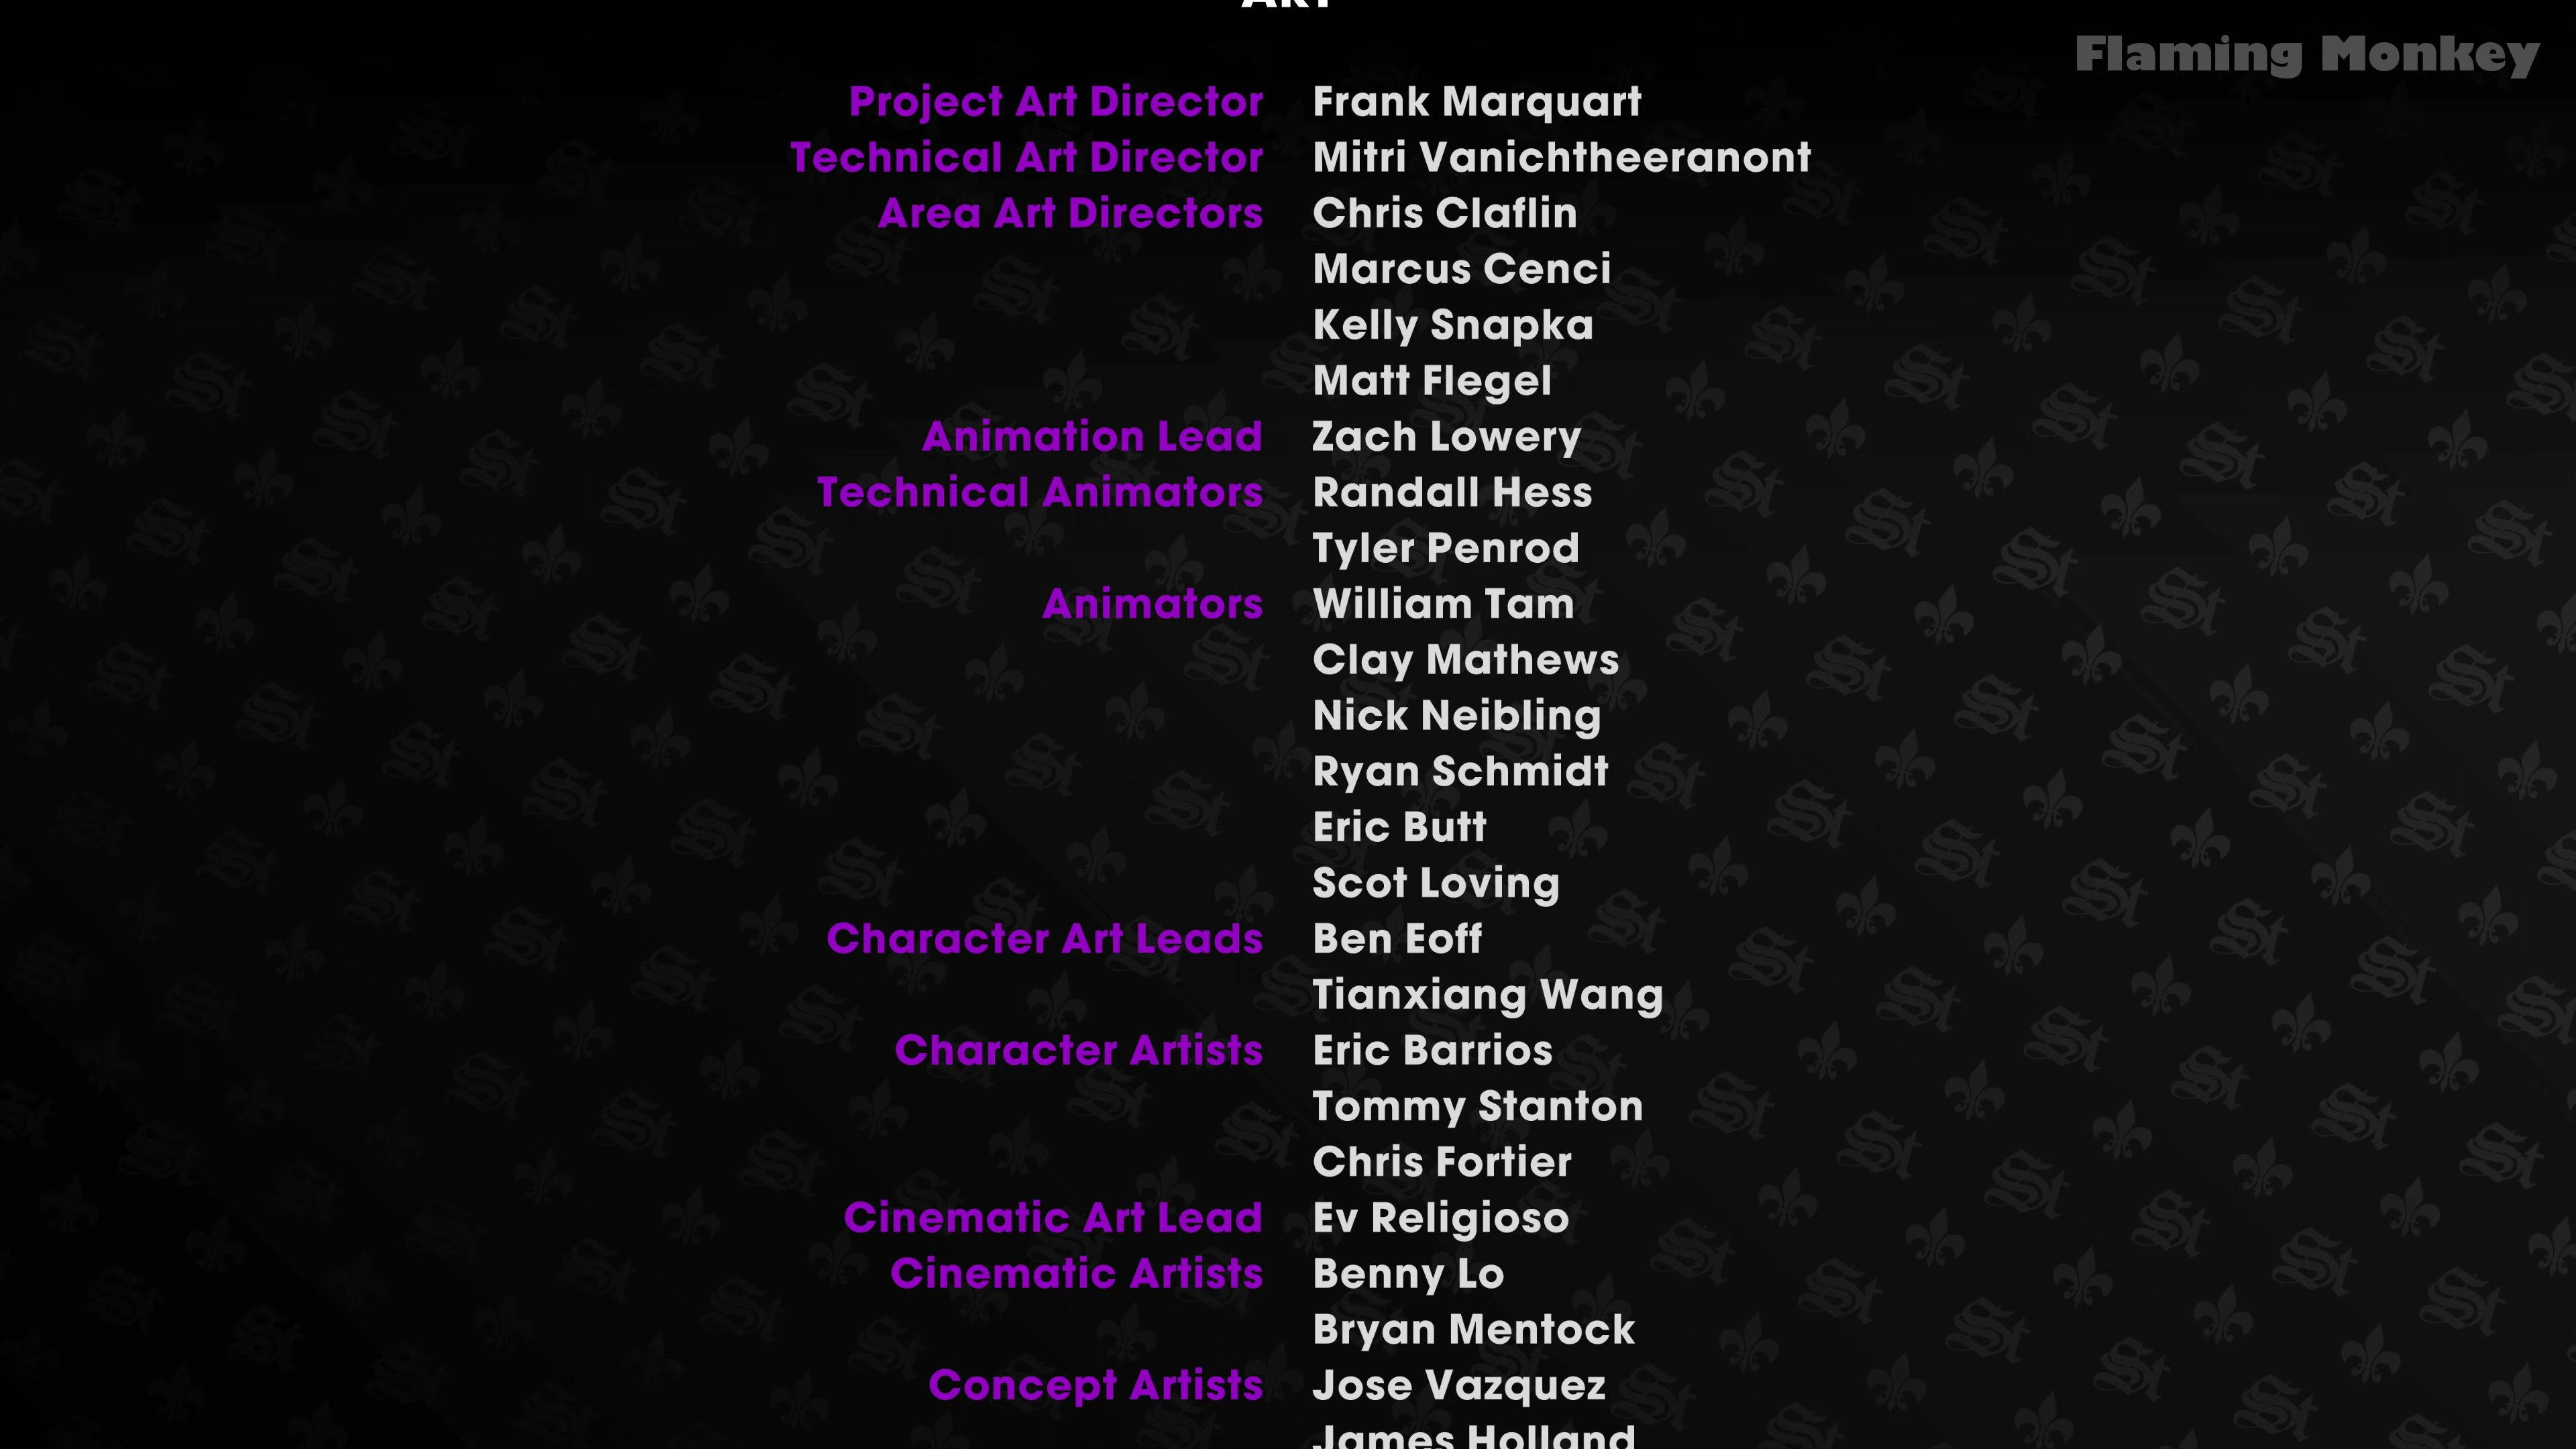 ART
Flaming Monkey
Project Art Director Frank Marquart
Technical Art Director Mitri Vanichtheeranont
Area Art Directors Chris Claflin
Marcus Cenci
Kelly Snapka
Matt Flegel
Animation Lead Zach Lowery
Technical Animators Randall Hess
Tyler Penrod
Animators William Tam
Clay Mathews
Nick Neibling
Ryan Schmidt
Eric Butt
Scot Loving
Character Art Leads Ben Eoff
Tianxiang Wang
Character Artists Eric Barrios
Tommy Stanton
Chris Fortier
Cinematic Art Lead Ev Religioso
Cinematic Artists Benny Lo
Bryan Mentock
Concept Artists Jose Vazquez
James Holland